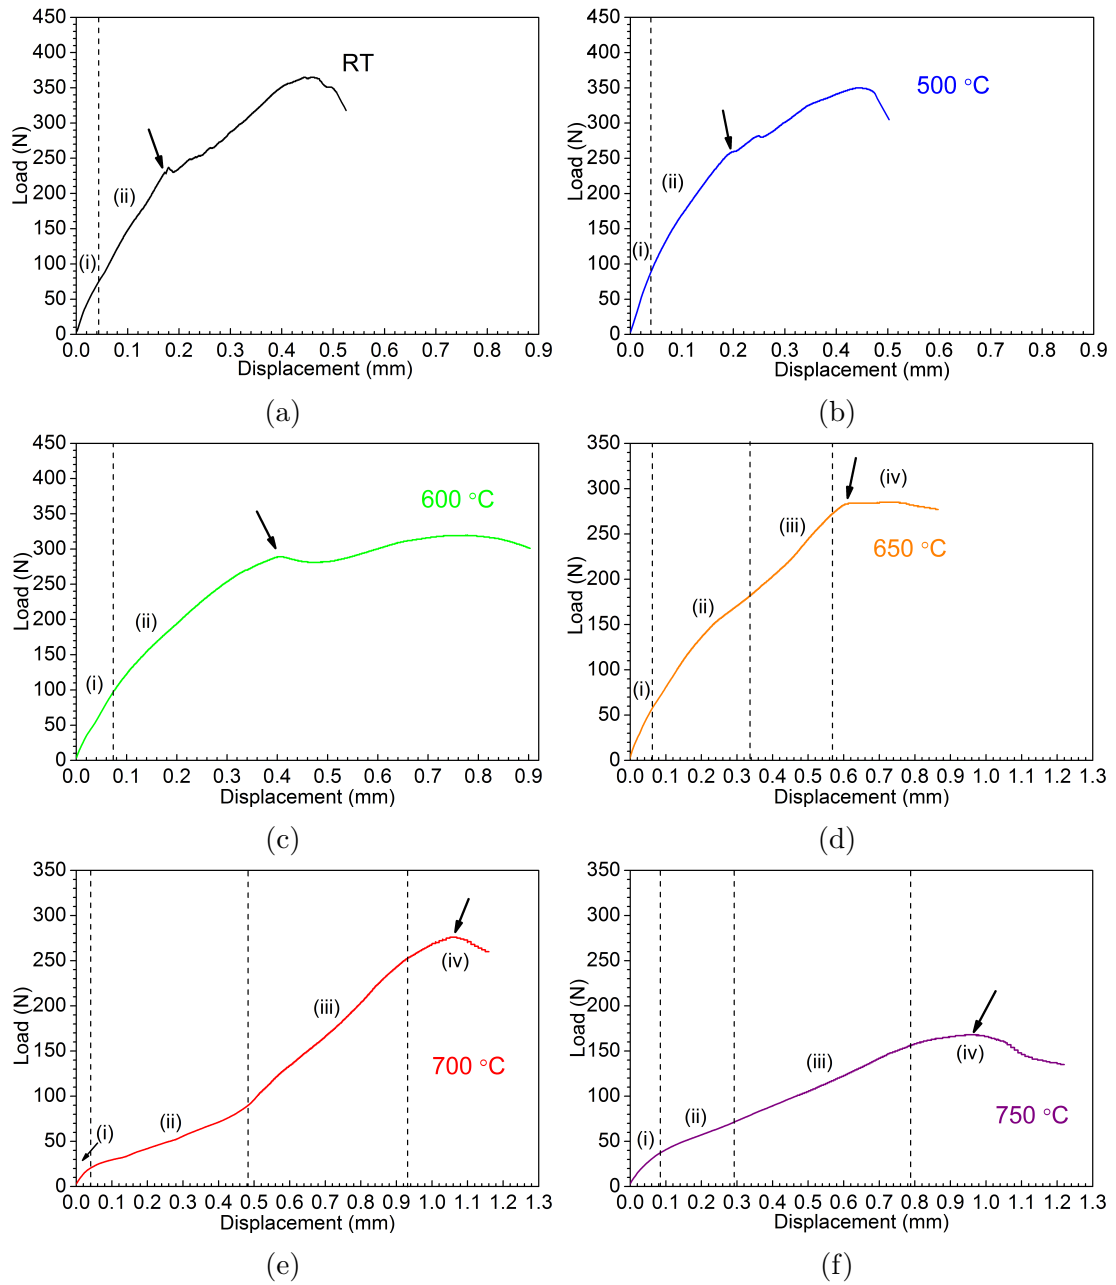 450
400
350
300
250
200
150
100
50
0
Load (N)
RT
(i)
(ii)
0.0 0.1 0.2 0.3 0.4 0.5 0.6 0.7 0.8 0.9
Displacement (mm)
(a)
450
400
350
300
250
200
150
100
50
0
Load (N)
500 °C
(i)
(ii)
0.0 0.1 0.2 0.3 0.4 0.5 0.6 0.7 0.8 0.9
Displacement (mm)
(b)
450
400
350
300
250
200
150
100
50
0
Load (N)
600 °C
(i)
(ii)
0.0 0.1 0.2 0.3 0.4 0.5 0.6 0.7 0.8 0.9
Displacement (mm)
(c)
350
300
250
200
150
100
50
0
Load (N)
650 °C
(i)
(ii)
(iii)
(iv)
0.0 0.1 0.2 0.3 0.4 0.5 0.6 0.7 0.8 0.9 1.0 1.1 1.2 1.3
Displacement (mm)
(d)
350
300
250
200
150
100
50
0
Load (N)
700 °C
(i)
(ii)
(iii)
(iv)
0.0 0.1 0.2 0.3 0.4 0.5 0.6 0.7 0.8 0.9 1.0 1.1 1.2 1.3
Displacement (mm)
(e)
350
300
250
200
150
100
50
0
Load (N)
750 °C
(i)
(ii)
(iii)
(iv)
0.0 0.1 0.2 0.3 0.4 0.5 0.6 0.7 0.8 0.9 1.0 1.1 1.2 1.3
Displacement (mm)
(f)